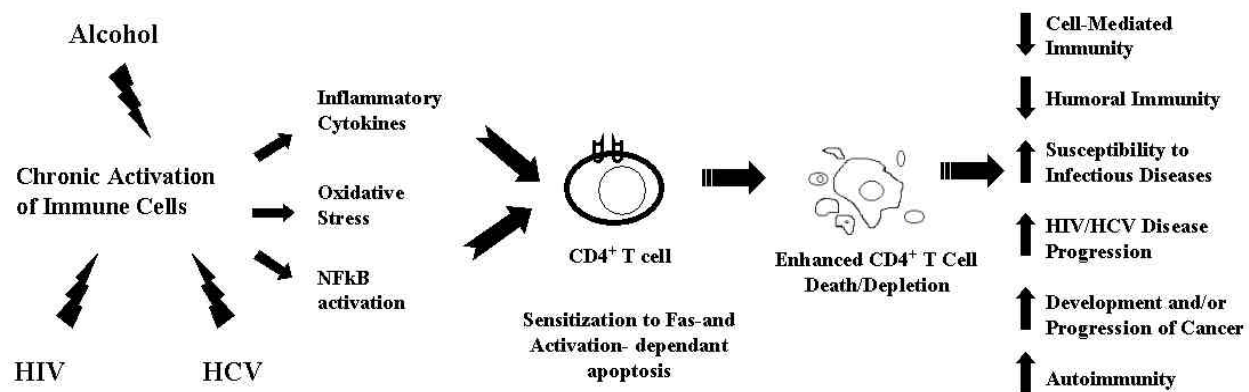 Alcohol
Chronic Activation
of Immune Cells
HIV
HCV
Inflammatory
Cytokines
Oxidative
Stress
NFkB
activation
CD4+ T cell
Sensitization to Fas-and
Activation- dependant
apoptosis
Enhanced CD4+ T Cell
Death/Depletion
Cell-Mediated
Immunity
Humoral Immunity
Susceptibility to
Infectious Diseases
HIV/HCV Disease
Progression
Development and/or
Progression of Cancer
Autoimmunity